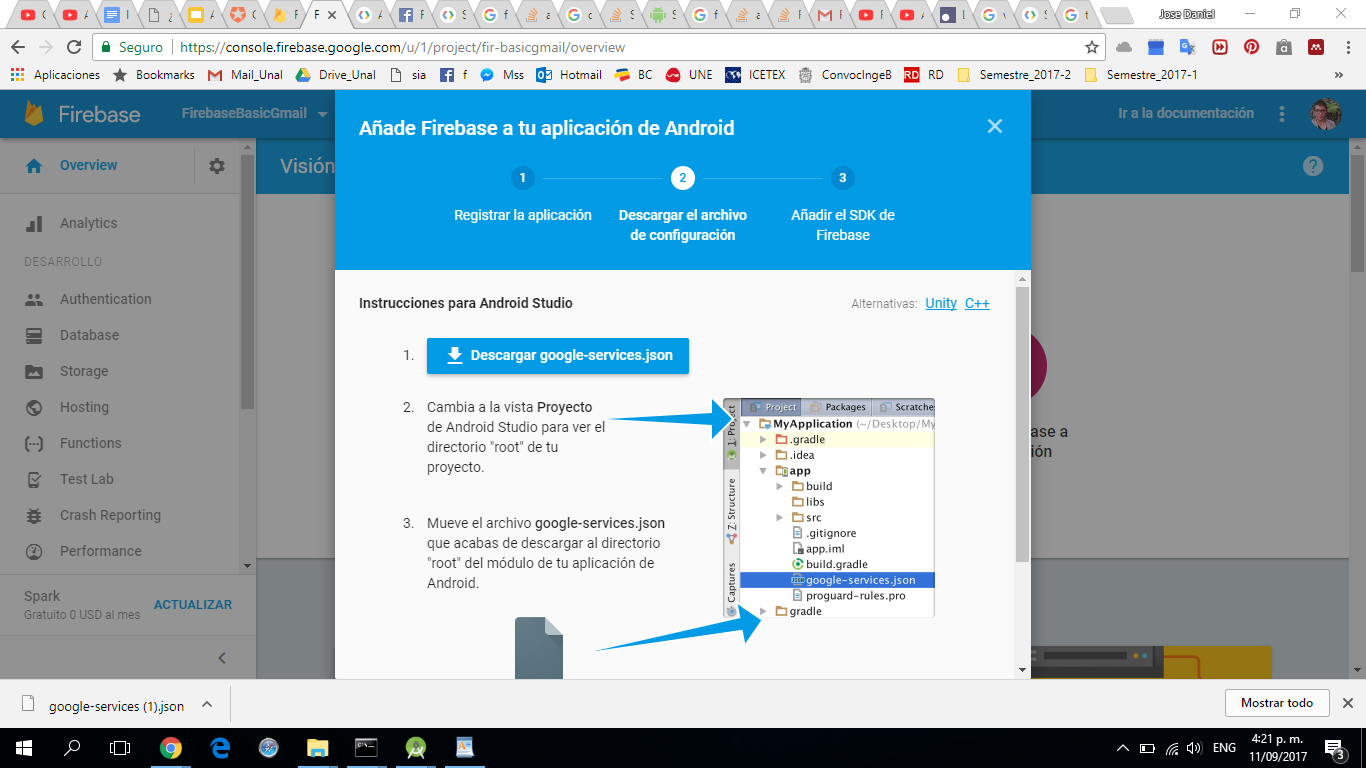 Jose Daniel
Seguro
https://console.firebase.google.com/u/1/project/fir-basicgmail/overview
Aplicaciones
Bookmarks
Mail_Unal
Drive_Unal
sia
f
Mss
Hotmail
BC
UNE
ICETEX
ConvocIngeB
RD
RD
Semestre_2017-2
Semestre_2017-1
Firebase
FirebaseBasicGmail
Ir a la documentación
Overview
Visión
Analytics
DESARROLLO
Authentication
Database
Storage
Hosting
Functions
Test Lab
Crash Reporting
Performance
Spark
Gratuito 0 USD al mes
ACTUALIZAR
Añade Firebase a tu aplicación de Android
1
2
3
Registrar la aplicación
Descargar el archivo
de configuración
Añadir el SDK de
Firebase
Instrucciones para Android Studio
Alternativas: Unity C++
1. Descargar google-services.json
2. Cambia a la vista Proyecto
de Android Studio para ver el
directorio "root" de tu
proyecto.
3. Mueve el archivo google-services.json
que acabas de descargar al directorio
"root" del módulo de tu aplicación de
Android.
Project
Packages
Scratches
1: Project
Z: Structure
Captures
MyApplication (~/Desktop/My
.gradle
.idea
app
build
libs
src
.gitignore
app.iml
build.gradle
google-services.json
proguard-rules.pro
gradle
ase a
ión
google-services (1).json
Mostrar todo
ENG
4:21 p. m.
11/09/2017
3